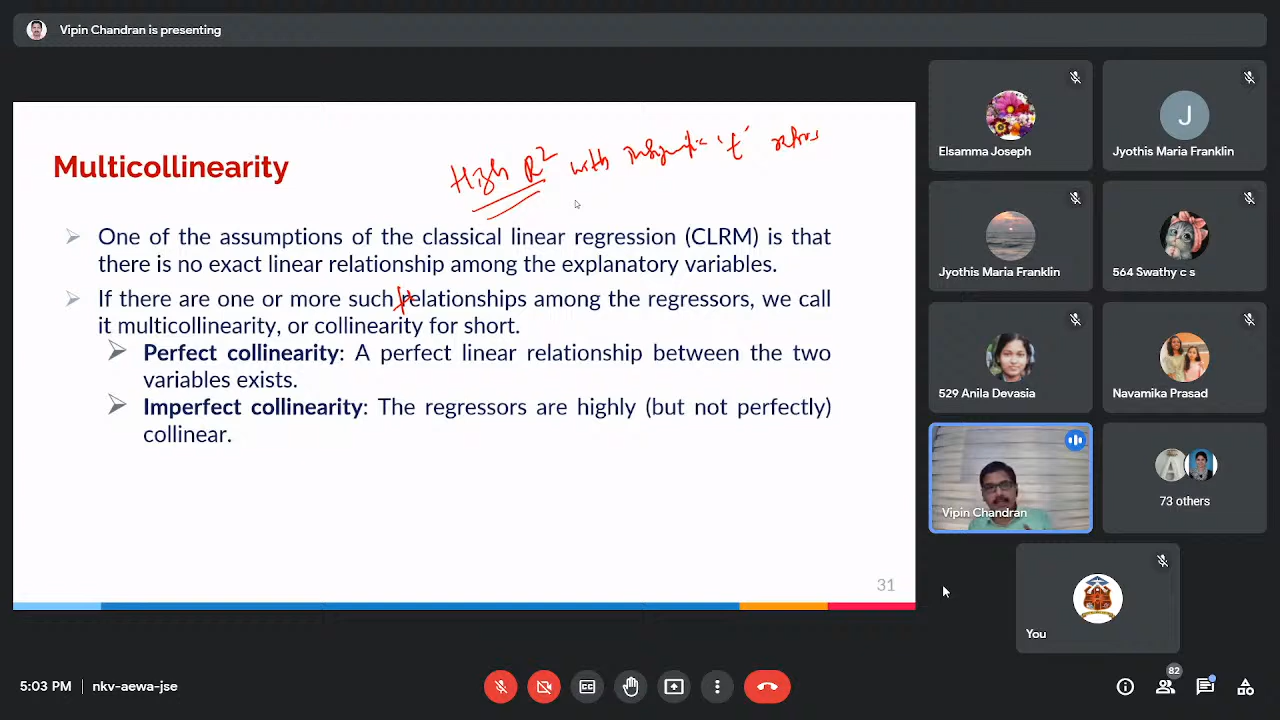 Vipin Chandran is presenting
Multicollinearity
High R² with insignific 't' ratios
One of the assumptions of the classical linear regression (CLRM) is that
there is no exact linear relationship among the explanatory variables.
If there are one or more such relationships among the regressors, we call
it multicollinearity, or collinearity for short.
Perfect collinearity: A perfect linear relationship between the two
variables exists.
Imperfect collinearity: The regressors are highly (but not perfectly)
collinear.
31
Elsamma Joseph
J
Jyothis Maria Franklin
Jyothis Maria Franklin
564 Swathy c s
529 Anila Devasia
Navamika Prasad
Vipin Chandran
A
73 others
You
5:03 PM
nkv-aewa-jse
82